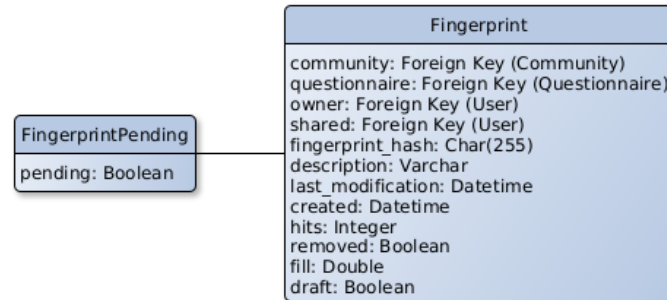 FingerprintPending
pending: Boolean
Fingerprint
community: Foreign Key (Community)
questionnaire: Foreign Key (Questionnaire)
owner: Foreign Key (User)
shared: Foreign Key (User)
fingerprint_hash: Char(255)
description: Varchar
last_modification: Datetime
created: Datetime
hits: Integer
removed: Boolean
fill: Double
draft: Boolean